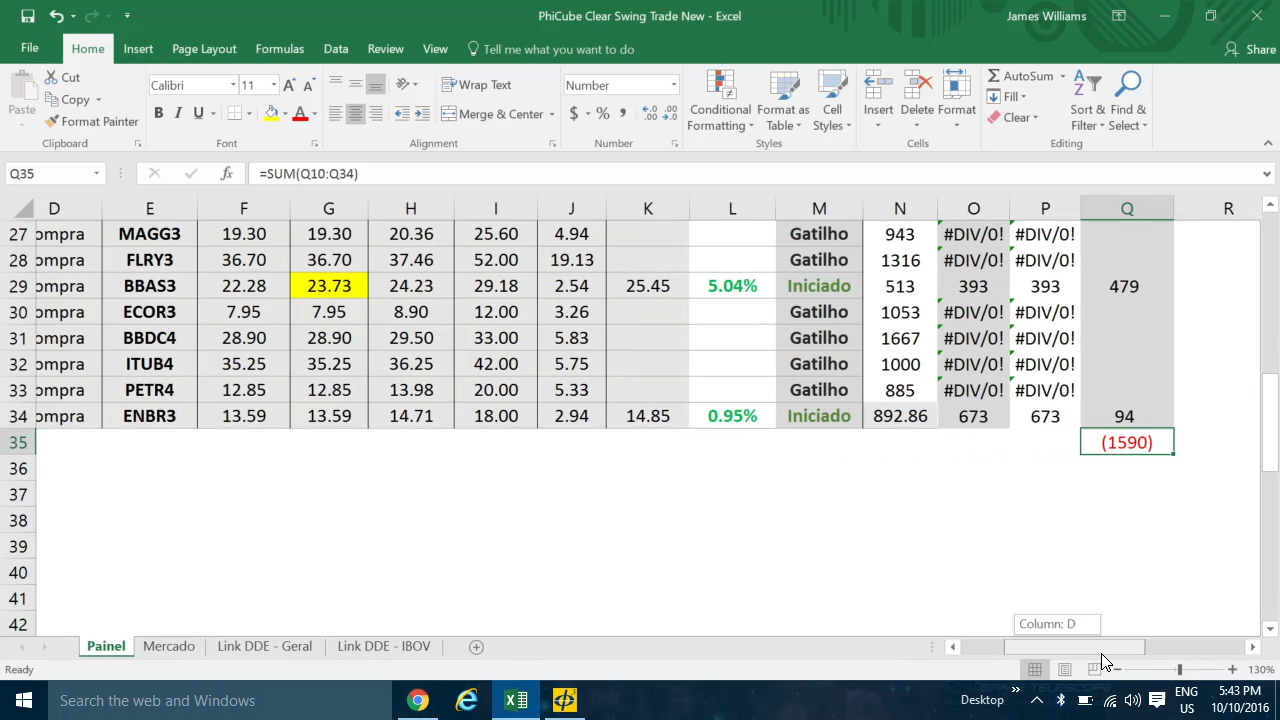 PhiCube Clear Swing Trade New - Excel
James Williams
File Home Insert Page Layout Formulas Data Review View Tell me what you want to do Share
Paste
Cut
Copy
Format Painter
Clipboard
Calibri 11 A A
B I U A
Font
Wrap Text
Merge & Center
Alignment
Number
$ % ,
Number
Conditional Formatting
Format as Table
Cell Styles
Styles
Insert Delete Format
Cells
AutoSum
Fill
Clear
Sort & Filter
Find & Select
Editing
Q35 fx =SUM(Q10:Q34)
D E F G H I J K L M N O P Q R
27 ompra MAGG3 19.30 19.30 20.36 25.60 4.94 Gatilho 943 #DIV/0! #DIV/0!
28 ompra FLRY3 36.70 36.70 37.46 52.00 19.13 Gatilho 1316 #DIV/0! #DIV/0!
29 ompra BBAS3 22.28 23.73 24.23 29.18 2.54 25.45 5.04% Iniciado 513 393 393 479
30 ompra ECOR3 7.95 7.95 8.90 12.00 3.26 Gatilho 1053 #DIV/0! #DIV/0!
31 ompra BBDC4 28.90 28.90 29.50 33.00 5.83 Gatilho 1667 #DIV/0! #DIV/0!
32 ompra ITUB4 35.25 35.25 36.25 42.00 5.75 Gatilho 1000 #DIV/0! #DIV/0!
33 ompra PETR4 12.85 12.85 13.98 20.00 5.33 Gatilho 885 #DIV/0! #DIV/0!
34 ompra ENBR3 13.59 13.59 14.71 18.00 2.94 14.85 0.95% Iniciado 892.86 673 673 94
35 (1590)
36
37
38
39
40
41
42
Column: D
Painel Mercado Link DDE - Geral Link DDE - IBOV
Ready
130%
Search the web and Windows
Desktop
ENG
US
5:43 PM
10/10/2016